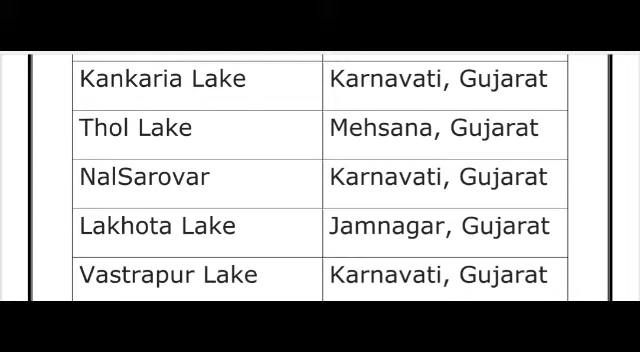 Kankaria Lake Karnavati, Gujarat
Thol Lake Mehsana, Gujarat
NalSarovar Karnavati, Gujarat
Lakhota Lake Jamnagar, Gujarat
Vastrapur Lake Karnavati, Gujarat